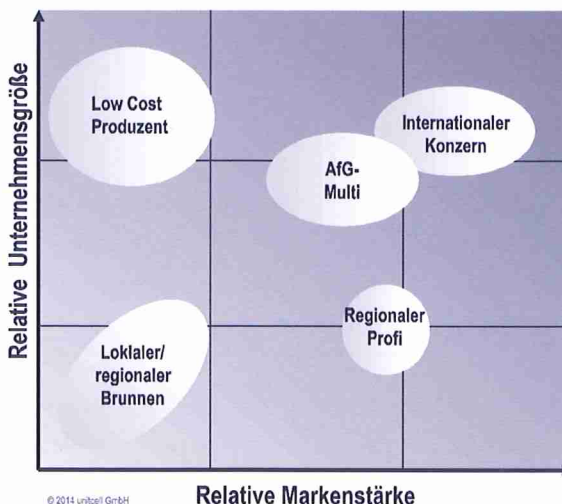 Relative Unternehmensgröße
Low Cost
Produzent
Internationaler
Konzern
AfG-
Multi
Regionaler
Profi
Loklaler/
regionaler
Brunnen
© 2014 unitcell GmbH
Relative Markenstärke